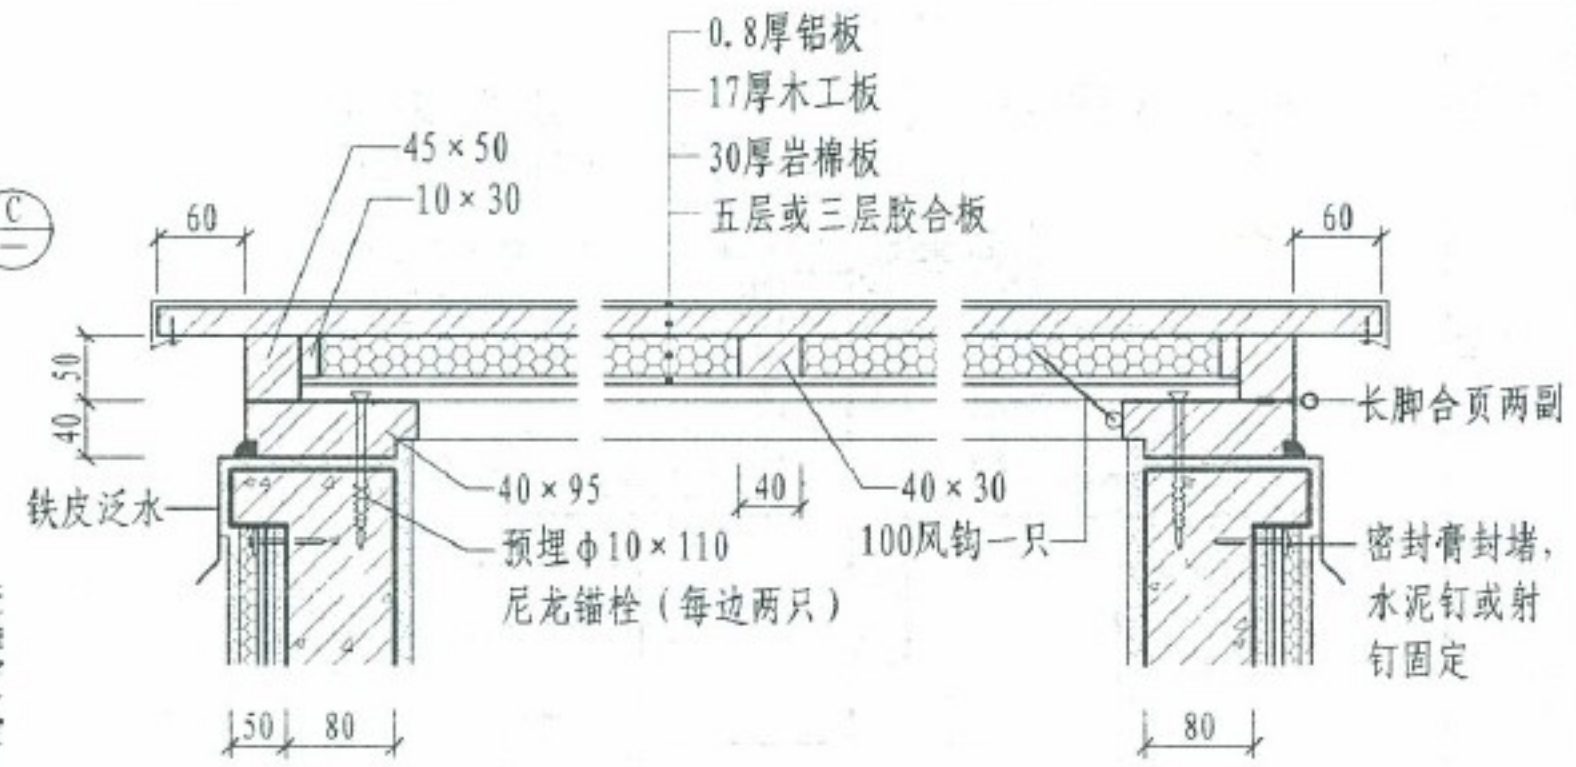 0.8厚铝板
17厚木工板
30厚岩棉板
五层或三层胶合板
45×50
10×30
C
60
60
50
40
长脚合页两副
铁皮泛水
40×95
预埋ф10×110
尼龙锚栓（每边两只）
40
40×30
100风钩一只
密封膏封堵，
水泥钉或射
钉固定
50
80
80